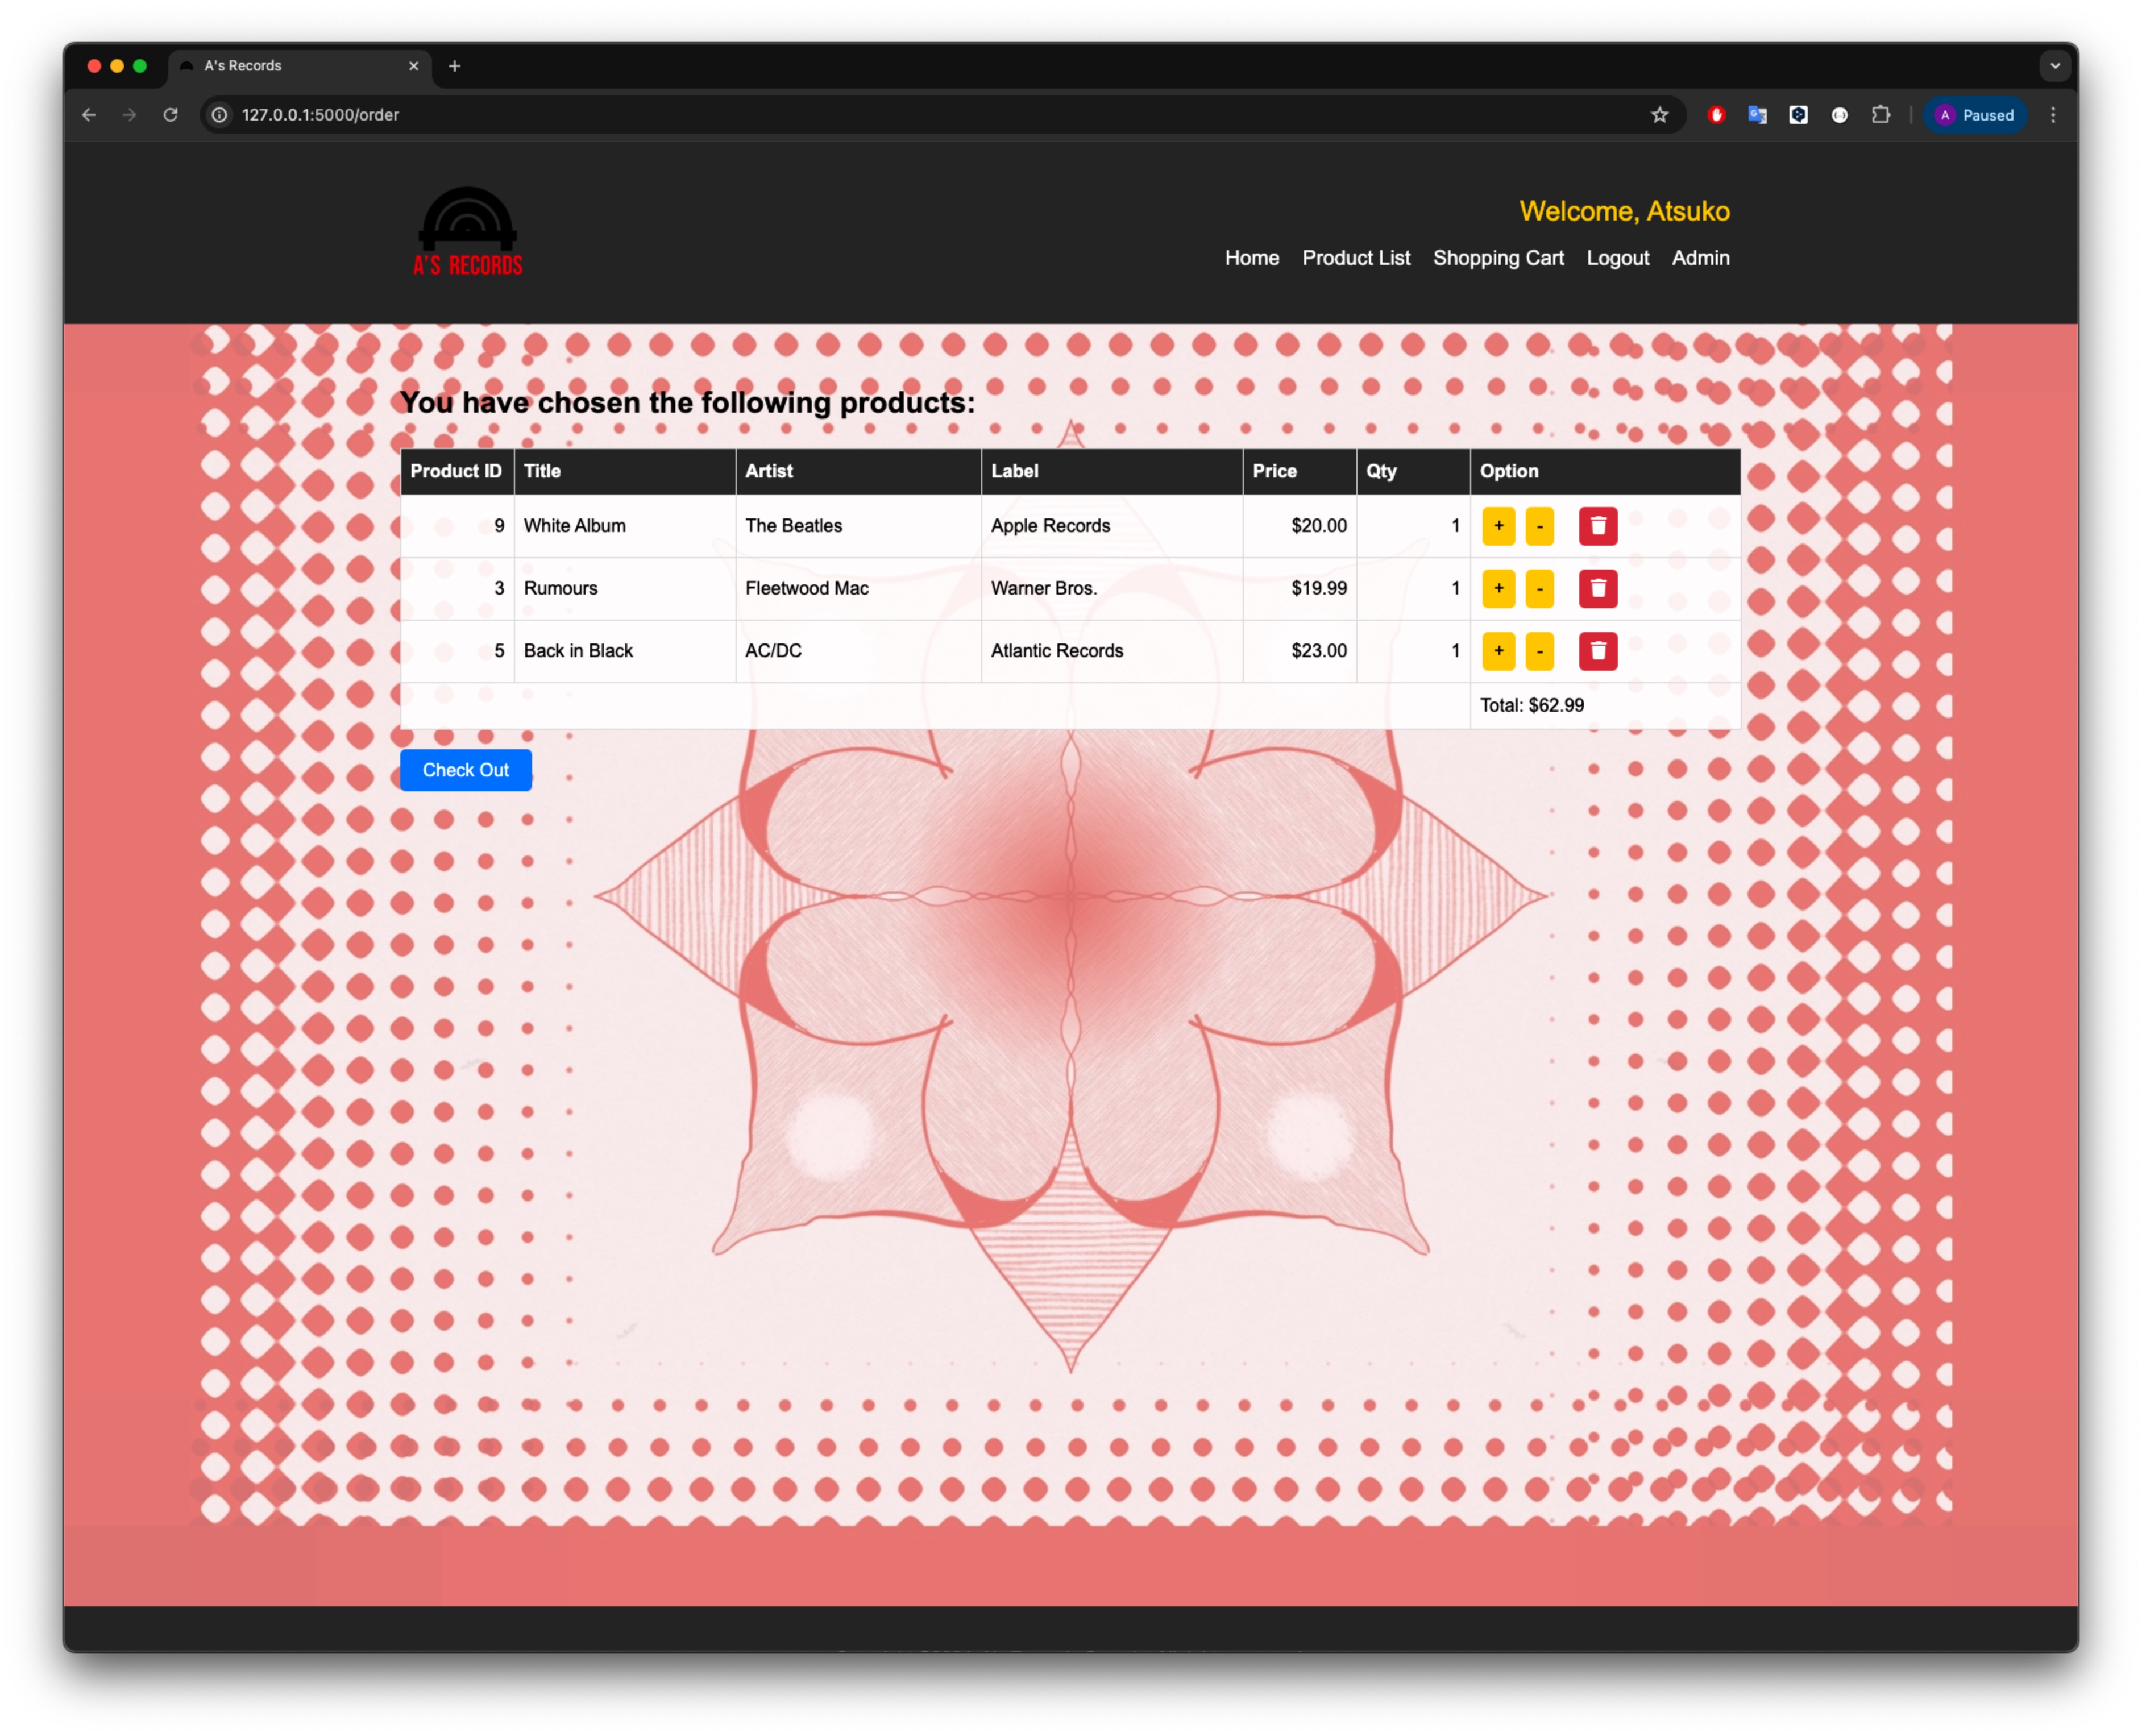 A's Records
127.0.0.1:5000/order
A Paused
A'S RECORDS
Welcome, Atsuko
Home Product List Shopping Cart Logout Admin
You have chosen the following products:
Product ID Title Artist Label Price Qty Option
9 White Album The Beatles Apple Records $20.00 1 + -
3 Rumours Fleetwood Mac Warner Bros. $19.99 1 + -
5 Back in Black AC/DC Atlantic Records $23.00 1 + -
Total: $62.99
Check Out